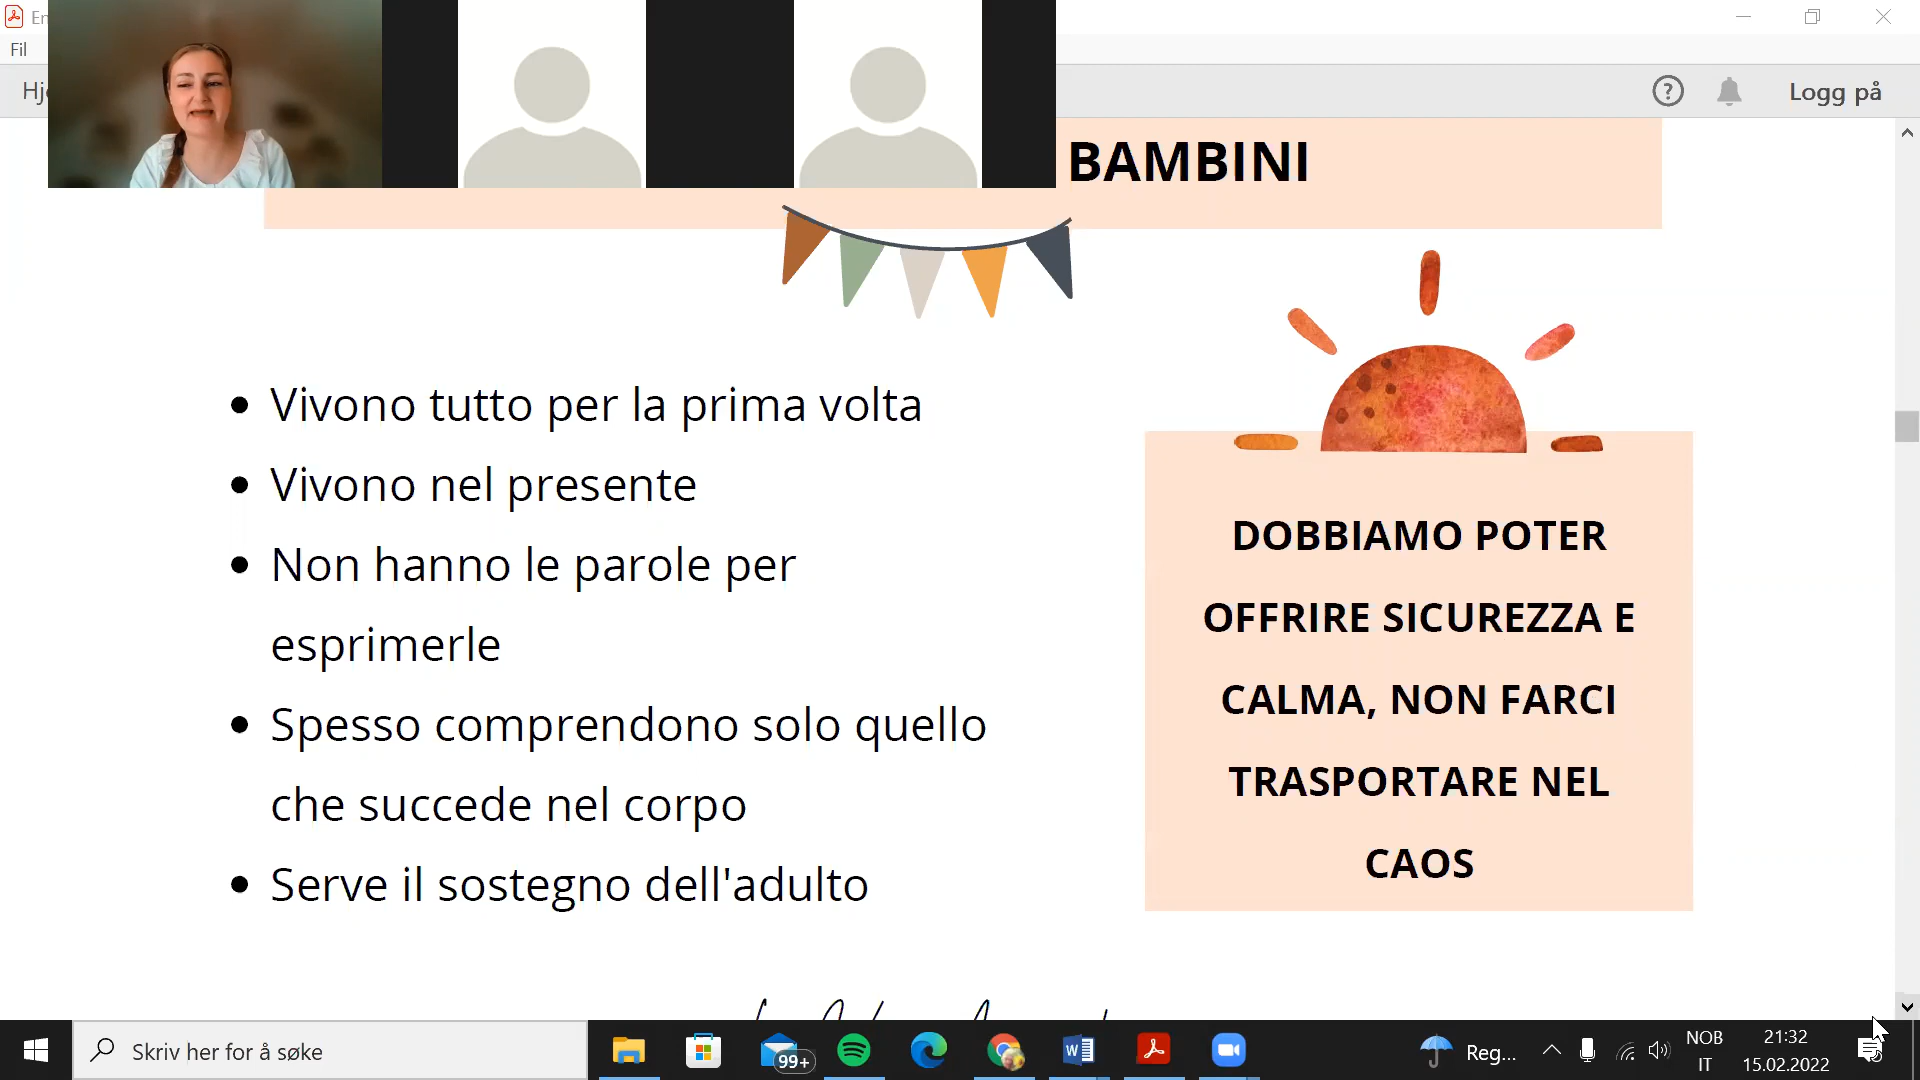 Fil
Logg på
BAMBINI
• Vivono tutto per la prima volta
• Vivono nel presente
• Non hanno le parole per
esprimerle
• Spesso comprendono solo quello
che succede nel corpo
• Serve il sostegno dell'adulto
DOBBIAMO POTER
OFFRIRE SICUREZZA E
CALMA, NON FARCI
TRASPORTARE NEL
CAOS
Skriv her for å søke
99+
Reg...
NOB
IT
21:32
15.02.2022